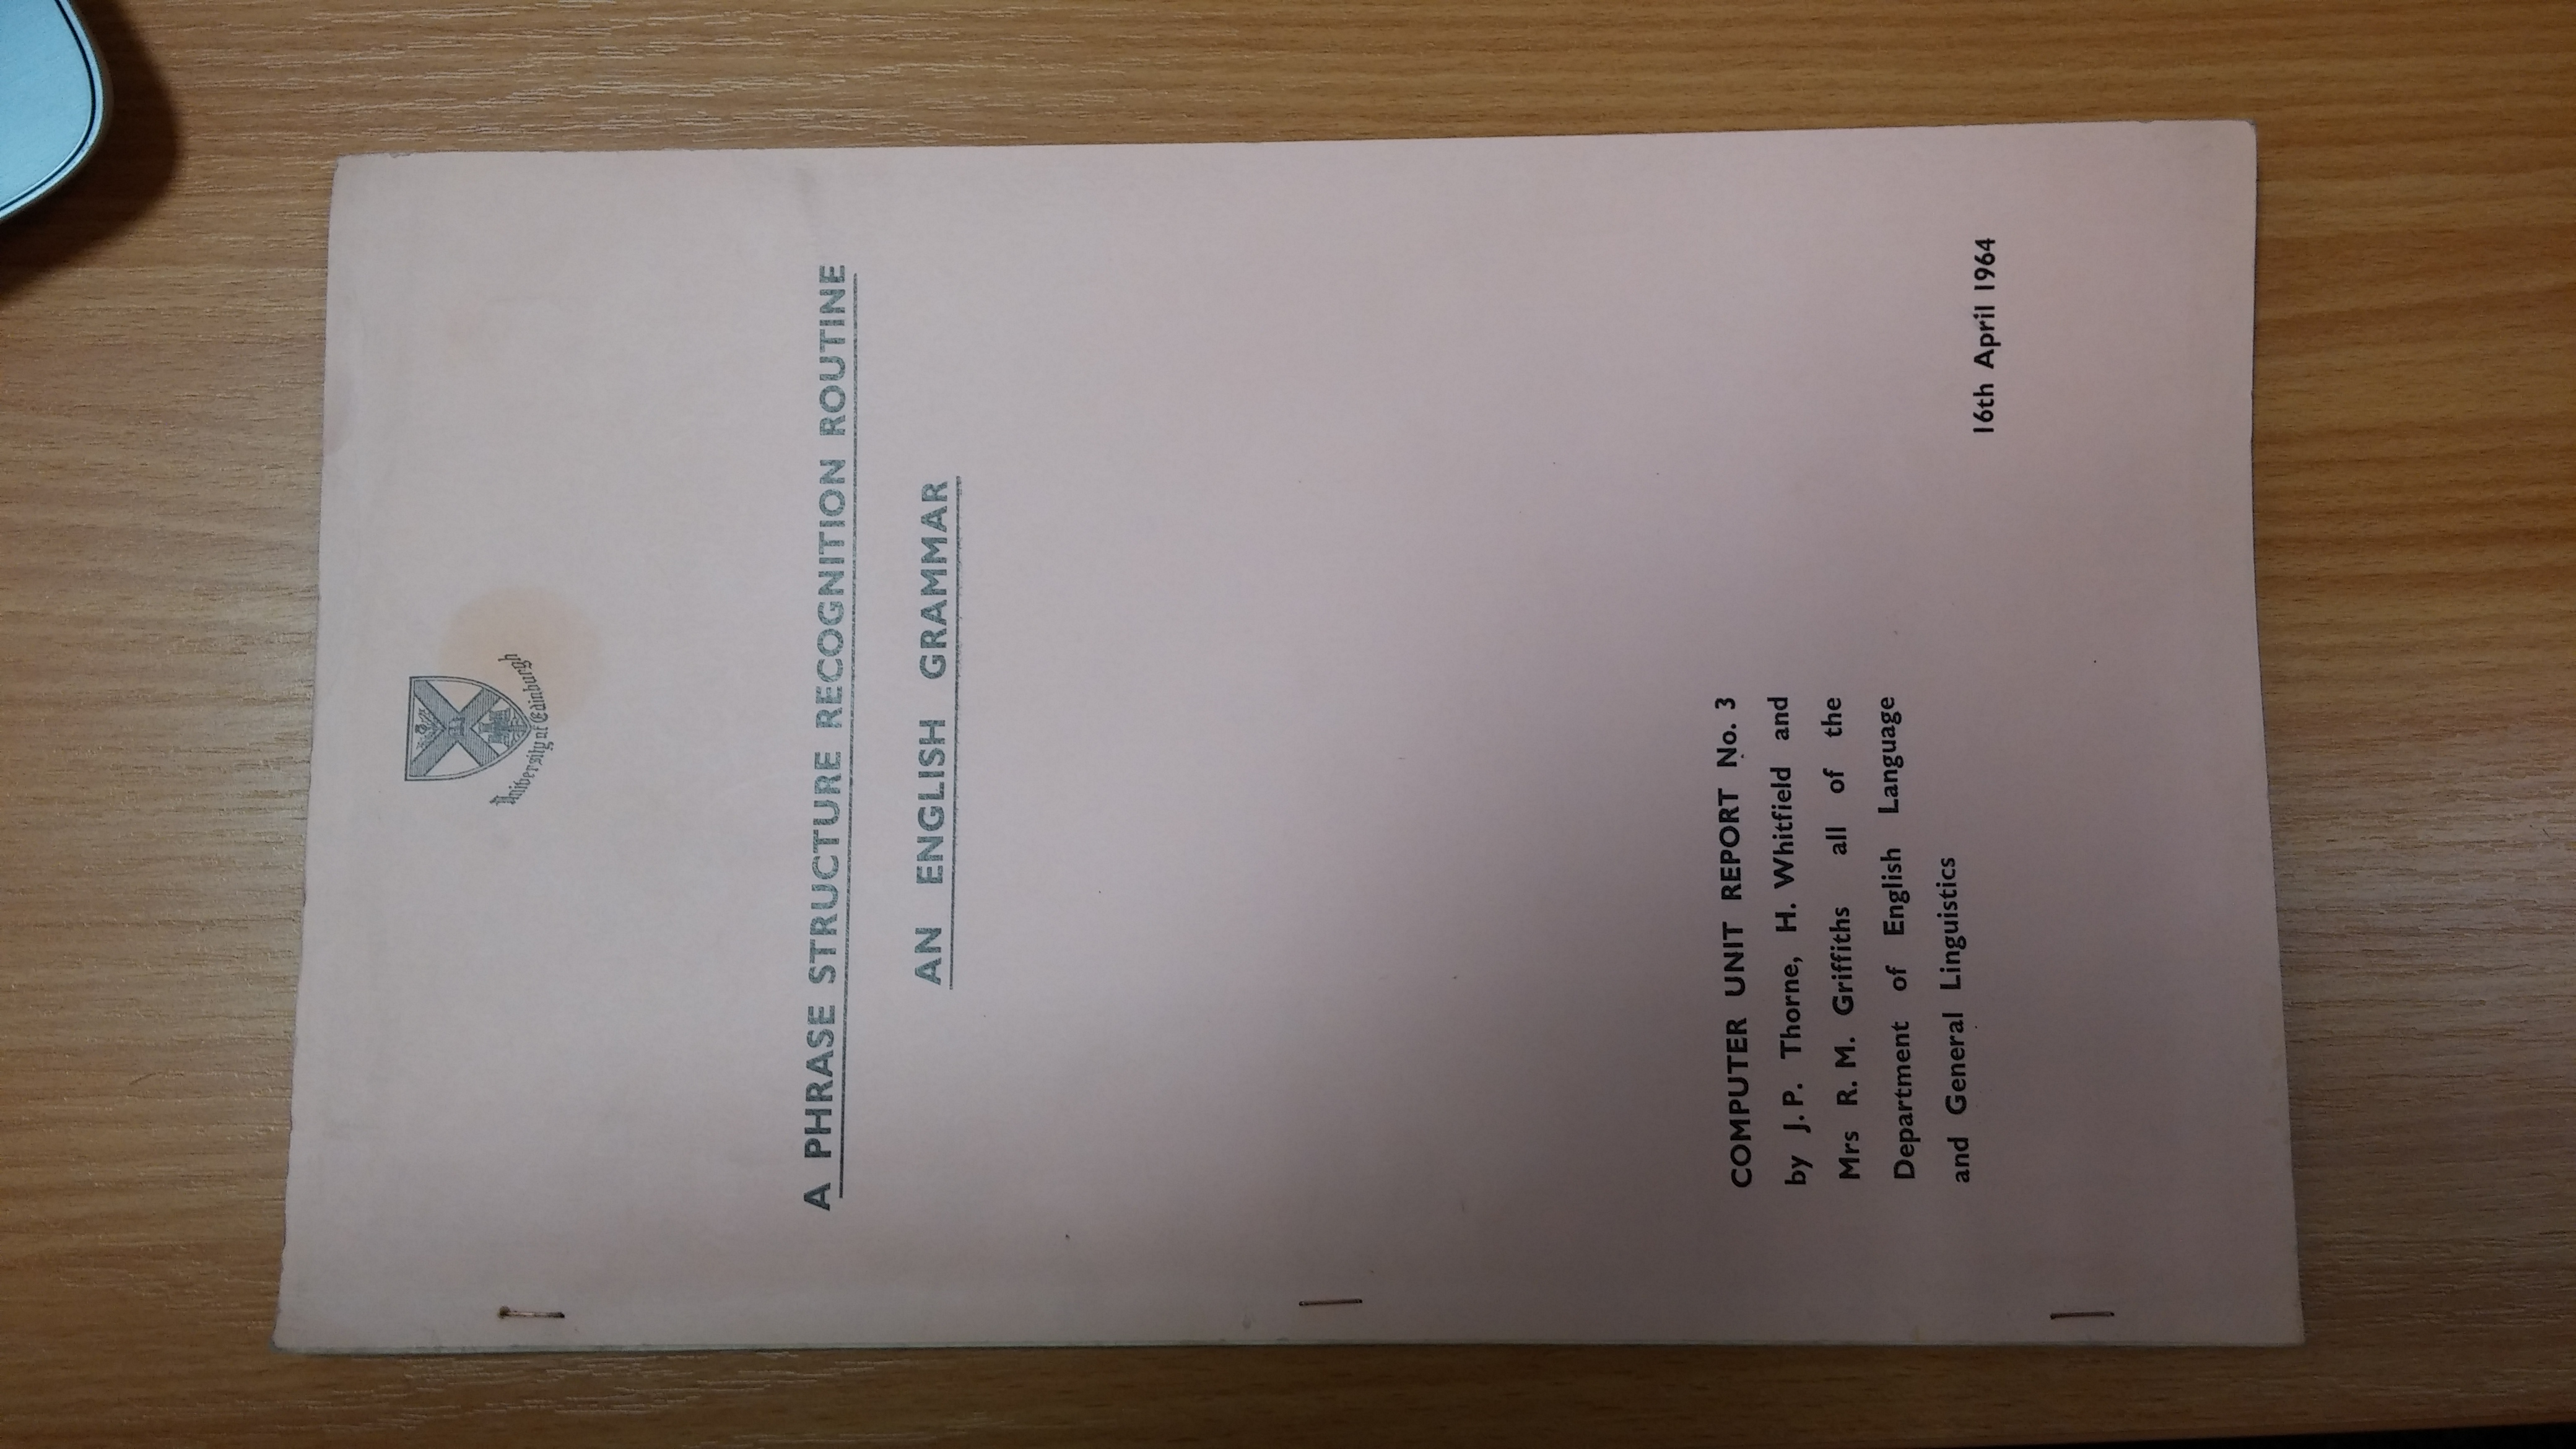 University of Edinburgh
A PHRASE STRUCTURE RECOGNITION ROUTINE
AN ENGLISH GRAMMAR
COMPUTER UNIT REPORT No. 3
by J. P. Thorne, H. Whitfield and
Mrs R. M. Griffiths all of the
Department of English Language
and General Linguistics
16th April 1964